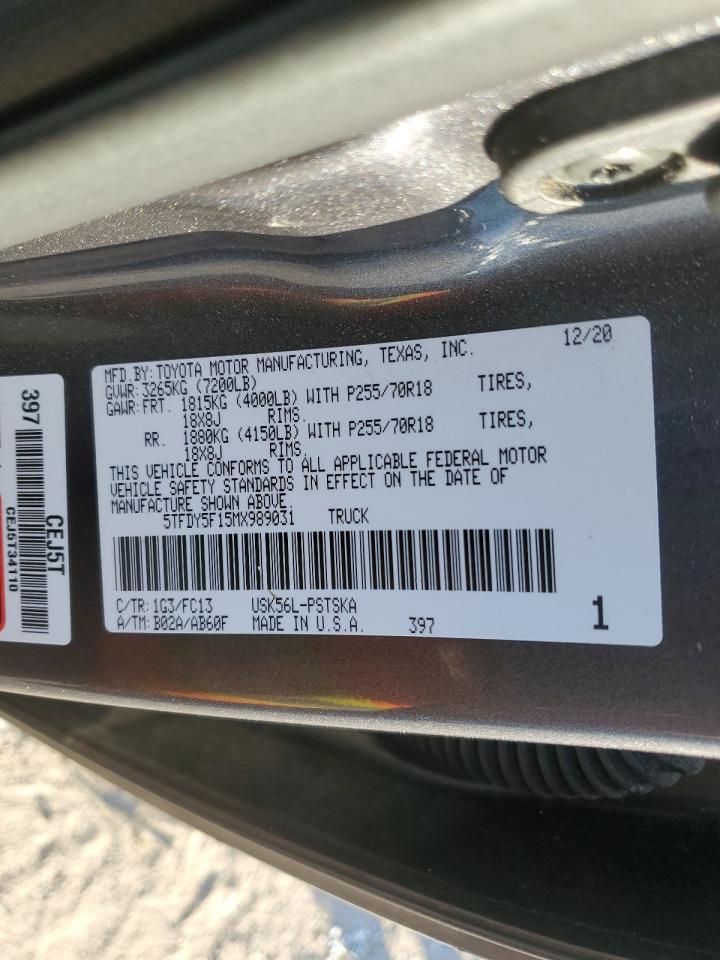 MFD.BY:TOYOTA MOTOR MANUFACTURING, TEXAS, INC. 12/20
GVWR:3265KG (7200LB)
GAWR:FRT. 1815KG (4000LB) WITH P255/70R18 TIRES,
18X8J RIMS.
RR. 1880KG (4150LB) WITH P255/70R18 TIRES,
18X8J RIMS.
THIS VEHICLE CONFORMS TO ALL APPLICABLE FEDERAL MOTOR
VEHICLE SAFETY STANDARDS IN EFFECT ON THE DATE OF
MANUFACTURE SHOWN ABOVE.
5TFDY5F15MX989031 TRUCK
C/TR:1G3/FC13 USK56L-PSTSKA
A/TM:B02A/AB60F MADE IN U.S.A. 397 1
397
CEJ5T
CEJ5T34110